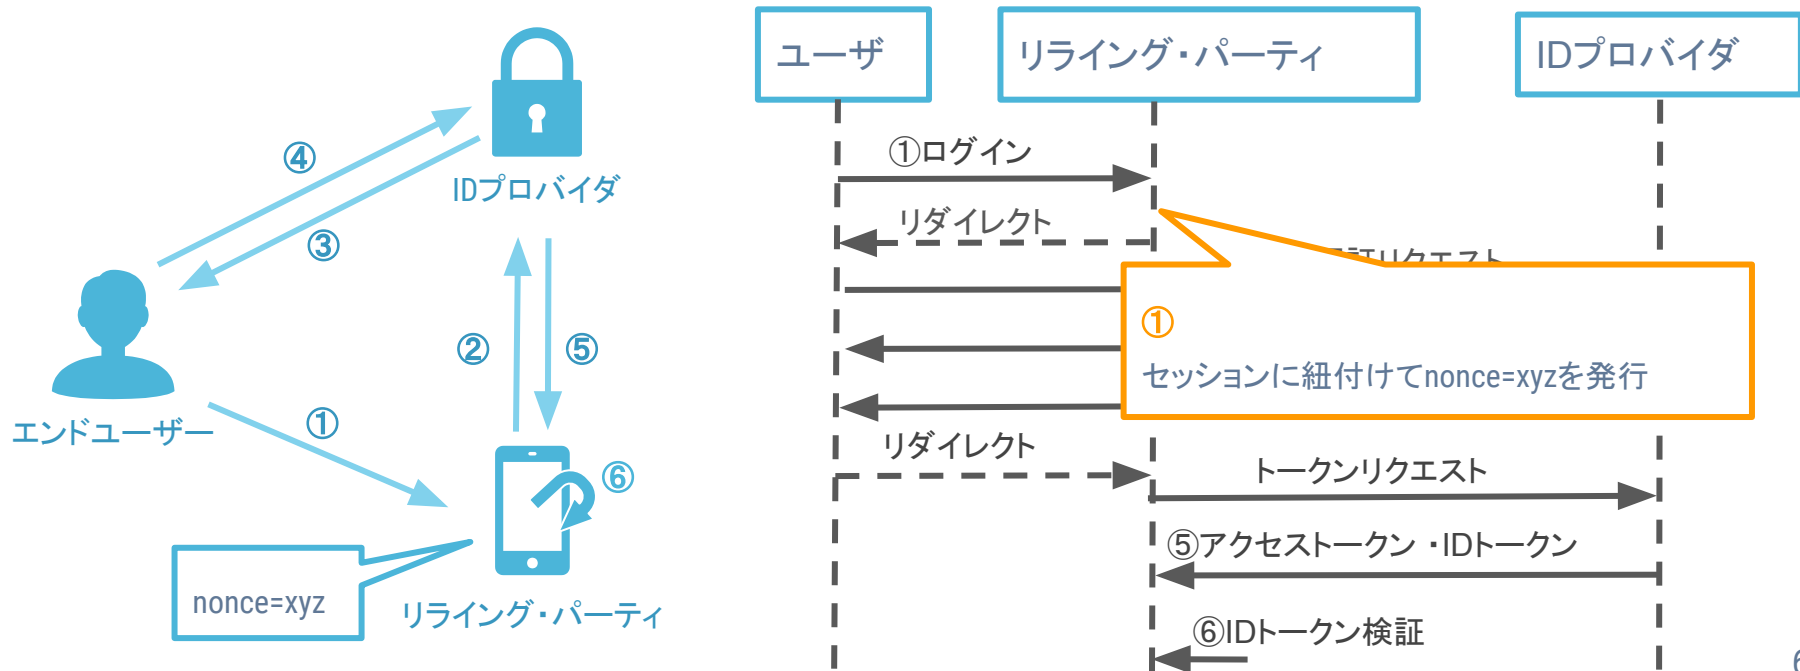 ④
③
IDプロバイダ
②
⑤
エンドユーザー
①
⑥
nonce=xyz
リライング・パーティ
ユーザ
リライング・パーティ
IDプロバイダ
①ログイン
リダイレクト
証リクエスト
①
セッションに紐付けてnonce=xyzを発行
リダイレクト
トークンリクエスト
⑤アクセストークン・IDトークン
⑥IDトークン検証